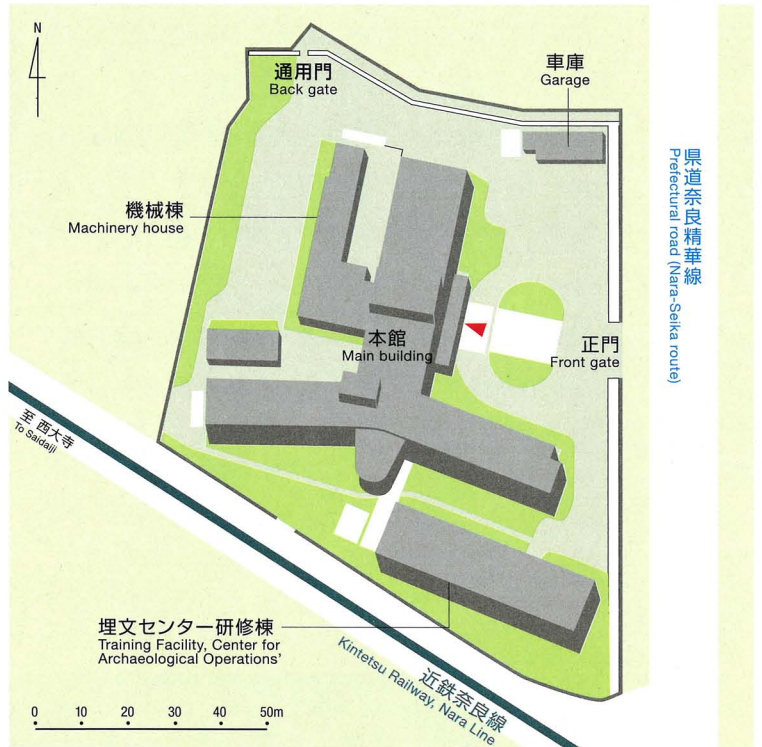 N
通用門
Back gate
車庫
Garage
県道奈良精華線
Prefectural road (Nara-Seika route)
機械棟
Machinery house
本館
Main building
正門
Front gate
至 西大寺
To Saidaiji
埋文センター研修棟
Training Facility, Center for
Archaeological Operations'
近鉄奈良線
Kintetsu Railway, Nara Line
0 10 20 30 40 50m